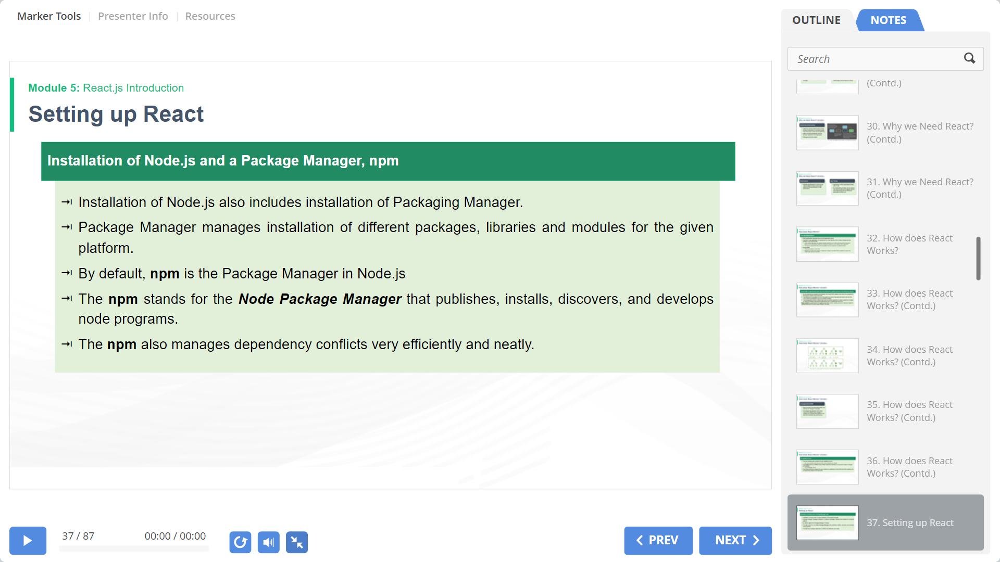 Marker Tools
Presenter Info
Resources
OUTLINE
NOTES
Search
Module 5: React.js Introduction
Setting up React
Installation of Node.js and a Package Manager, npm
Installation of Node.js also includes installation of Packaging Manager.
Package Manager manages installation of different packages, libraries and modules for the given
platform.
By default, npm is the Package Manager in Node.js
The npm stands for the Node Package Manager that publishes, installs, discovers, and develops
node programs.
The npm also manages dependency conflicts very efficiently and neatly.
(Contd.)
30. Why we Need React?
(Contd.)
31. Why we Need React?
(Contd.)
32. How does React
Works?
33. How does React
Works? (Contd.)
34. How does React
Works? (Contd.)
35. How does React
Works? (Contd.)
36. How does React
Works? (Contd.)
37. Setting up React
37 / 87
00:00 / 00:00
PREV
NEXT